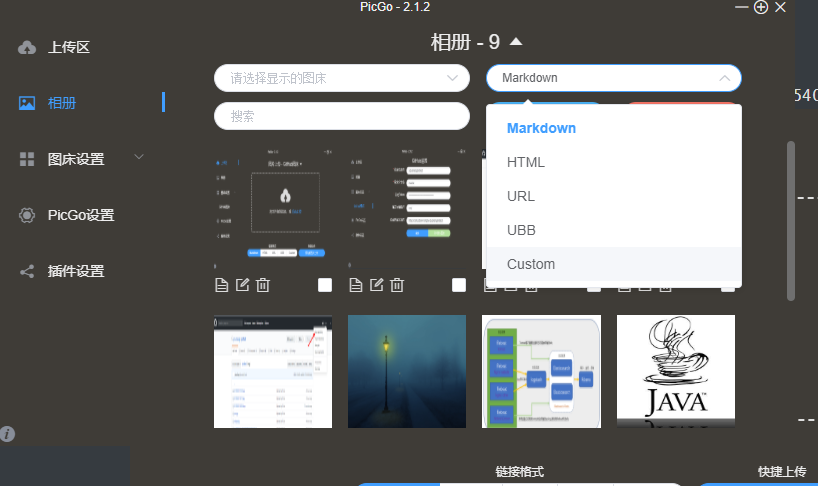 PicGo - 2.1.2
上传区
相册
图床设置
PicGo设置
插件设置
相册 - 9
请选择显示的图床
Markdown
搜索
Markdown
HTML
URL
UBB
Custom
540
JAVA
链接格式
快捷上传